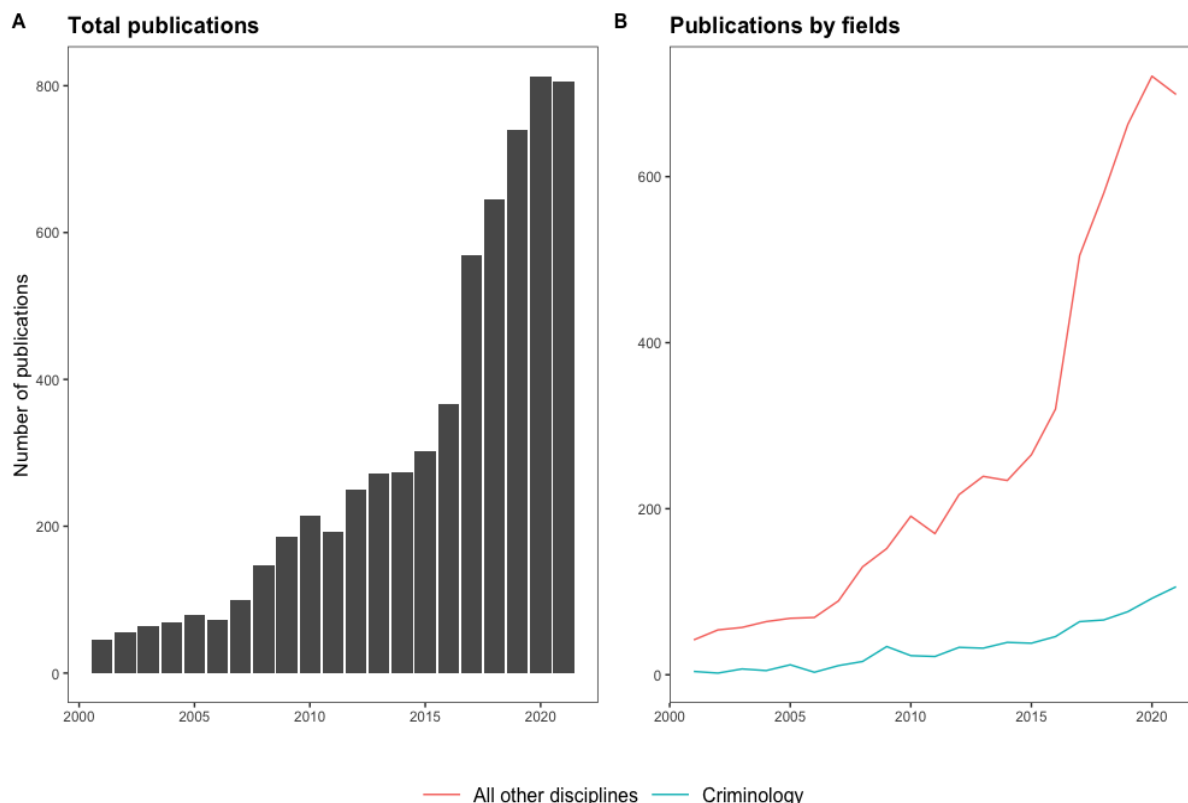 A Total publications
Number of publications
800
600
400
200
0
2000 2005 2010 2015 2020
B Publications by fields
600
400
200
0
2000 2005 2010 2015 2020
All other disciplines Criminology